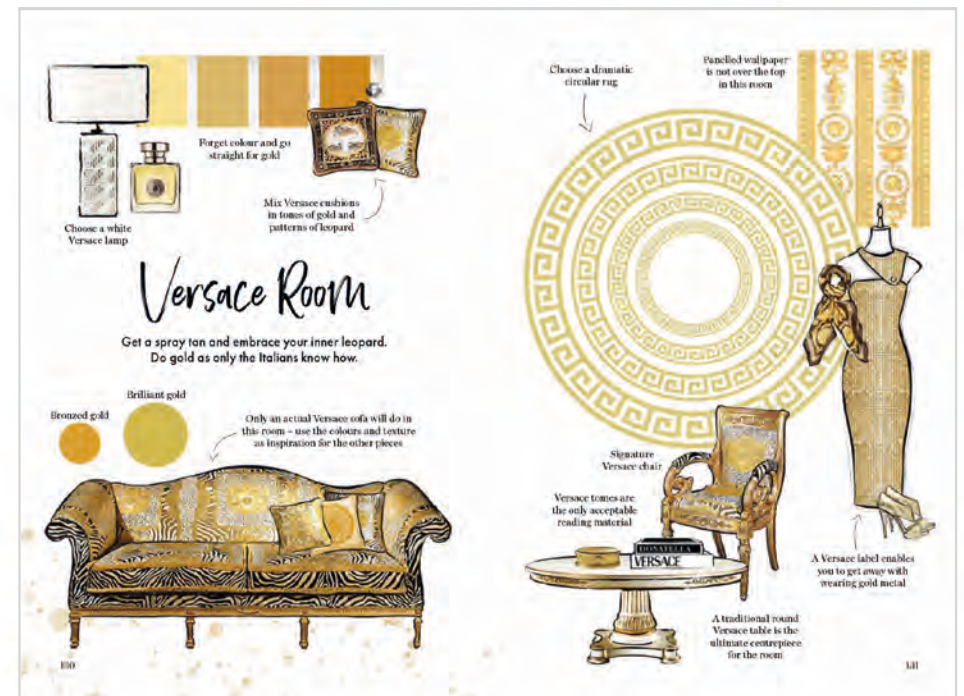 Forget colour and go
straight for gold
Choose a white
Versace lamp
Mix Versace cushions
in tones of gold and
patterns of leopard
Versace Room
Get a spray tan and embrace your inner leopard.
Do gold as only the Italians know how.
Bronzed gold
Brilliant gold
Only an actual Versace sofa will do in
this room – use the colours and texture
as inspiration for the other pieces
130
Choose a dramatic
circular rug
Panelled wallpaper
is not over the top
in this room
Signature
Versace chair
Versace tomes are
the only acceptable
reading material
DONATELLA
VERSACE
A Versace label enables
you to get away with
wearing gold metal
A traditional round
Versace table is the
ultimate centrepiece
for the room
131